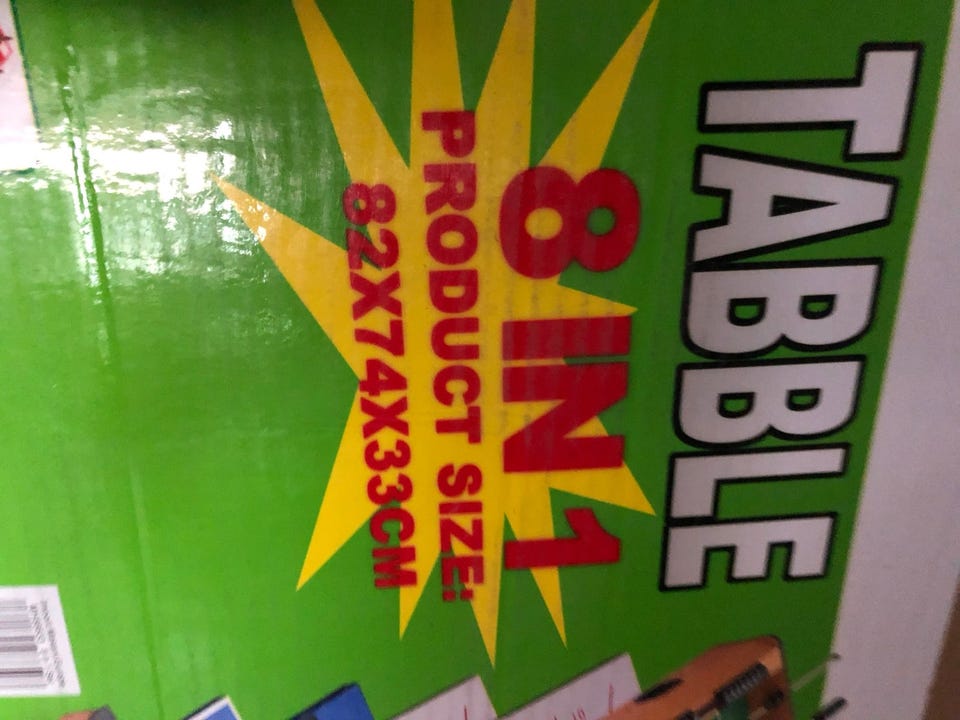 TABBLE
8 IN 1
PRODUCT SIZE:
82X74X33CM